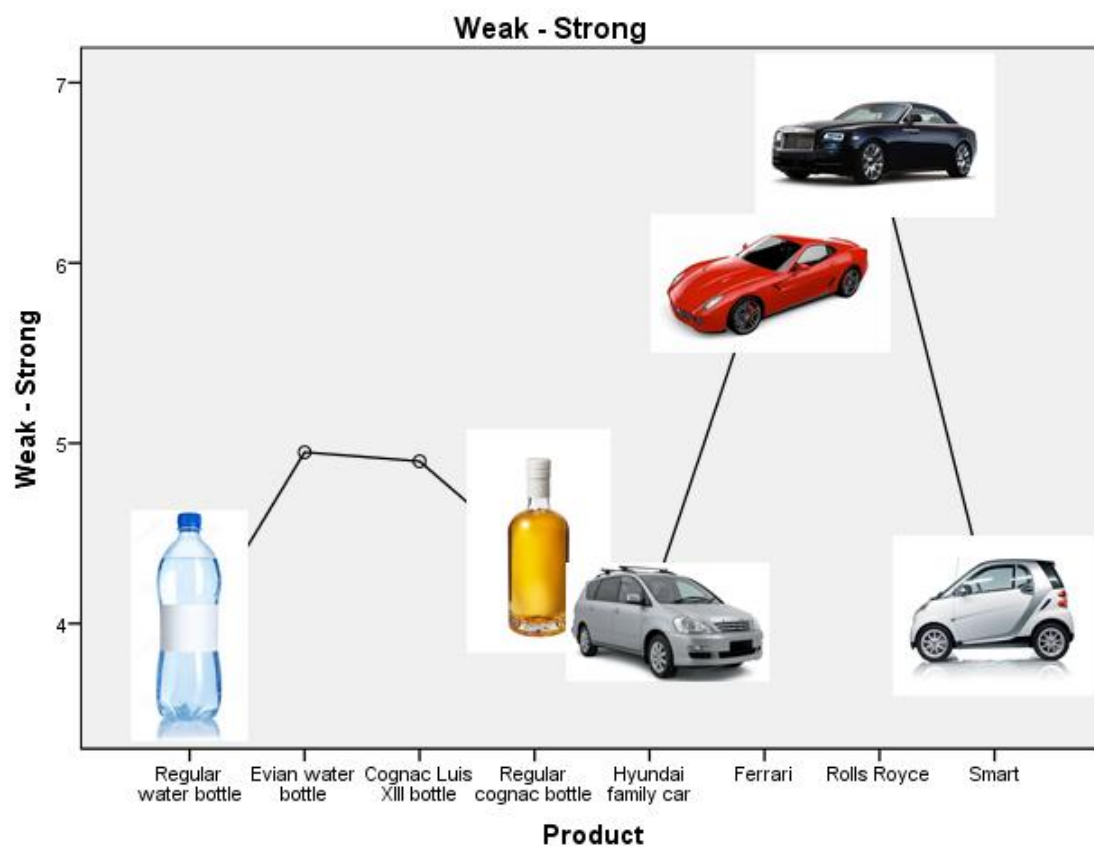 Weak - Strong
7
6
5
4
Weak - Strong
Regular
water bottle
Evian water
bottle
Cognac Luis
XIII bottle
Regular
cognac bottle
Hyundai
family car
Ferrari
Rolls Royce
Smart
Product